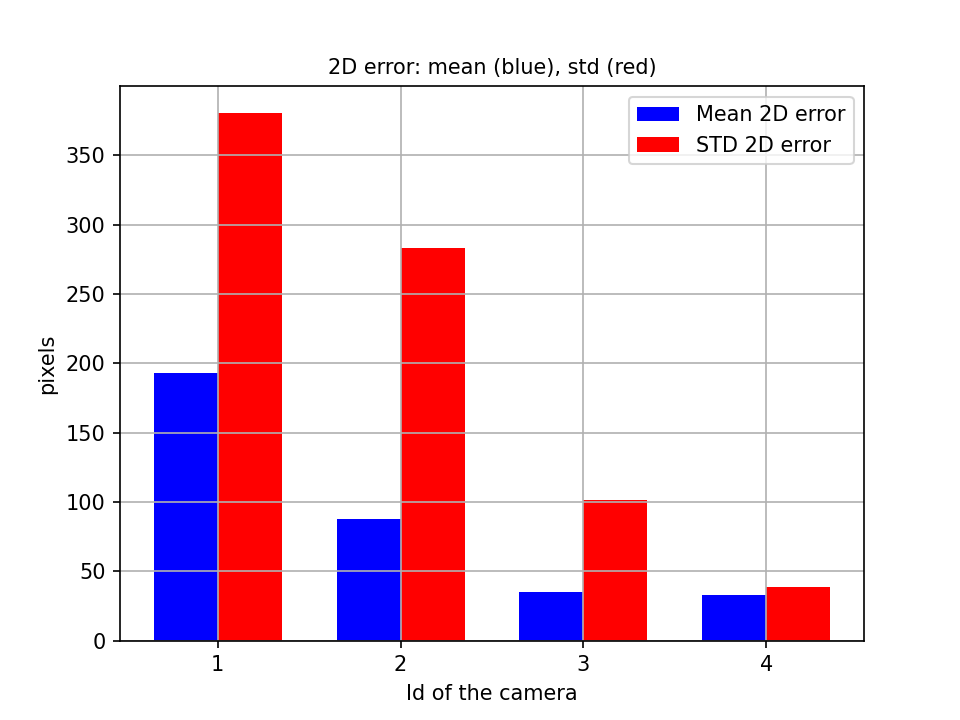 2D error: mean (blue), std (red)
Mean 2D error
STD 2D error
pixels
350
300
250
200
150
100
50
0
1 2 3 4
Id of the camera